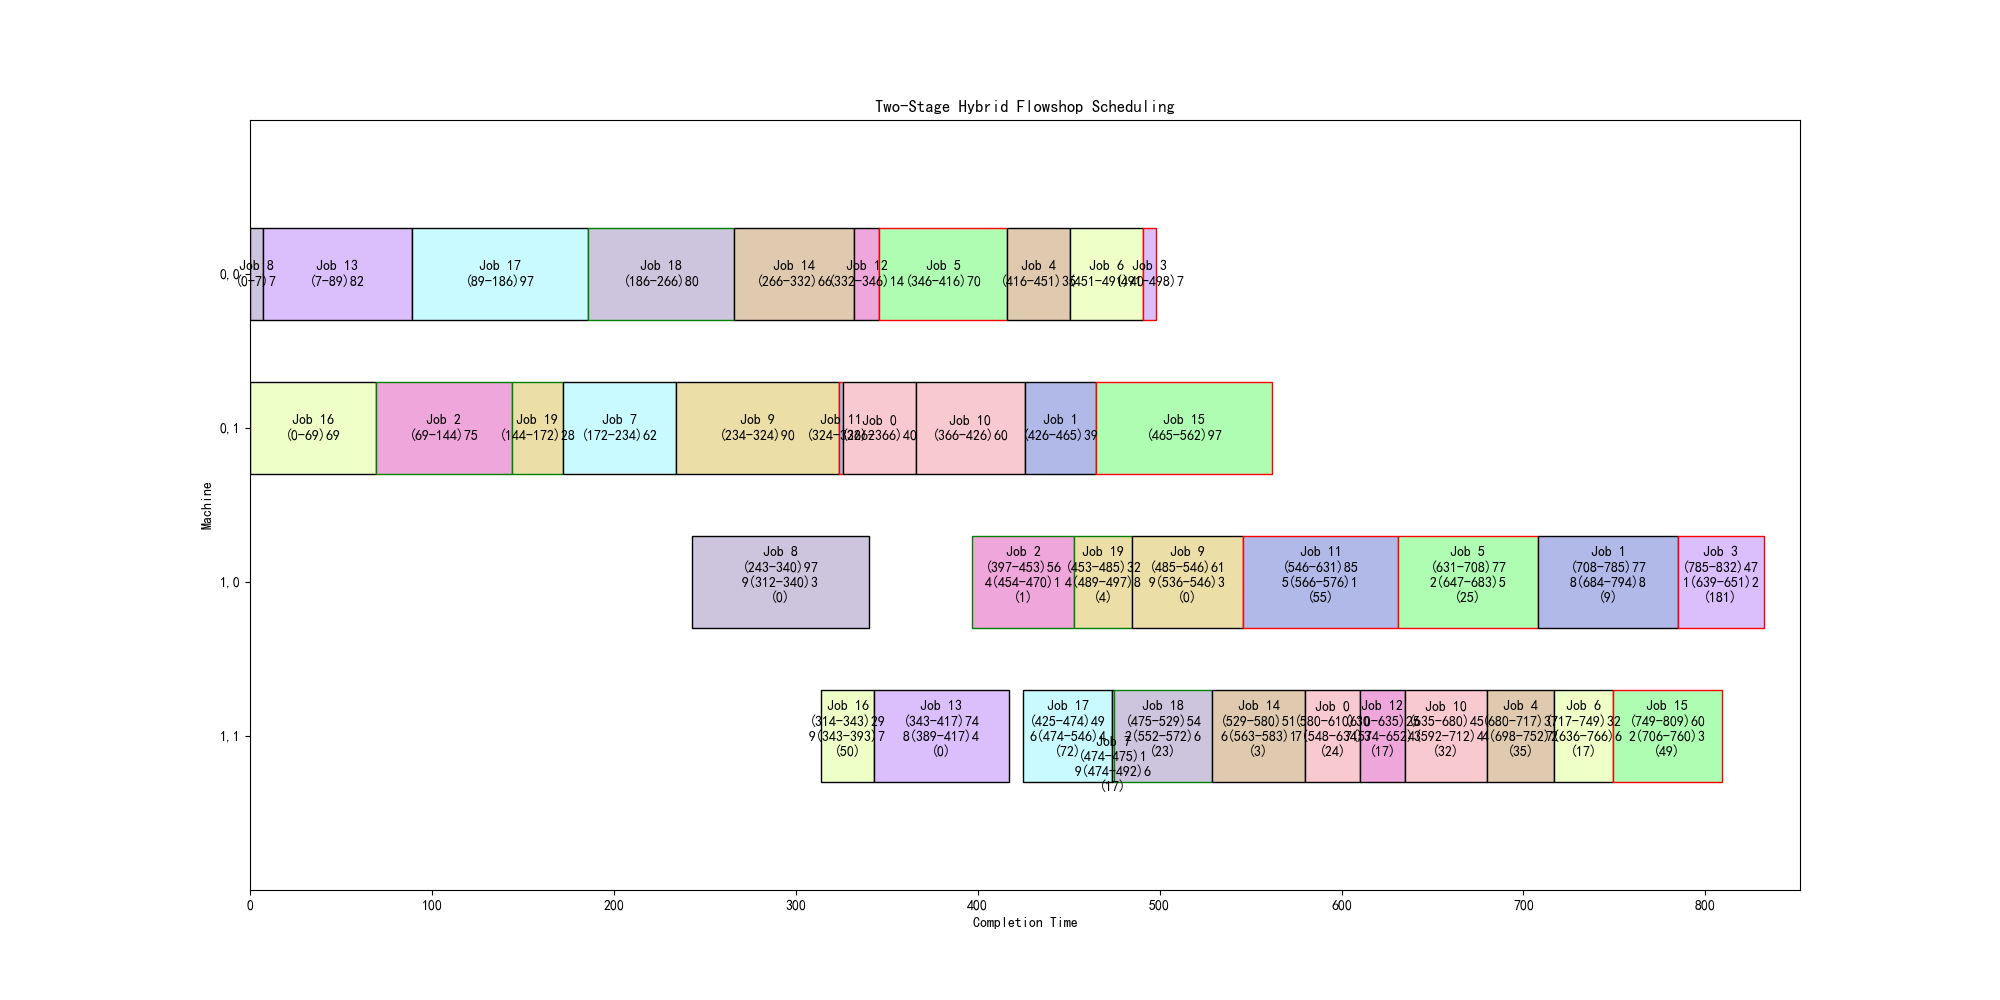 Two-Stage Hybrid Flowshop Scheduling
Machine
0,0
Job 8
(0-7)7
Job 13
(7-89)82
Job 17
(89-186)97
Job 18
(186-266)80
Job 14
(266-332)66
Job 12
(332-346)14
Job 5
(346-416)70
Job 4
(416-451)35
Job 6
(451-491)40
Job 3
(491-498)7
0,1
Job 16
(0-69)69
Job 2
(69-144)75
Job 19
(144-172)28
Job 7
(172-234)62
Job 9
(234-324)90
Job 11
(324-326)2
Job 0
(326-366)40
Job 10
(366-426)60
Job 1
(426-465)39
Job 15
(465-562)97
1,0
Job 8
(243-340)97
9(312-340)3
(0)
Job 2
(397-453)56
4(454-470)1
(1)
Job 19
(453-485)32
4(489-497)8
(4)
Job 9
(485-546)61
9(536-546)3
(0)
Job 11
(546-631)85
5(566-576)1
(55)
Job 5
(631-708)77
2(647-683)5
(25)
Job 1
(708-785)77
8(684-794)8
(9)
Job 3
(785-832)47
1(639-651)2
(181)
1,1
Job 16
(314-343)29
9(343-393)7
(50)
Job 13
(343-417)74
8(389-417)4
(0)
Job 17
(425-474)49
6(474-546)4
(72)
Job 7
(474-475)1
9(474-492)6
(17)
Job 18
(475-529)54
2(552-572)6
(23)
Job 14
(529-580)51
6(563-583)1
(3)
Job 0
(580-610)30
(24)
Job 12
(610-635)25
(17)
Job 10
(635-680)45
(32)
Job 4
(680-717)37
4(698-752)7
(35)
Job 6
(717-749)32
(636-766)6
(17)
Job 15
(749-809)60
2(706-760)3
(49)
0
100
200
300
400
500
600
700
800
Completion Time